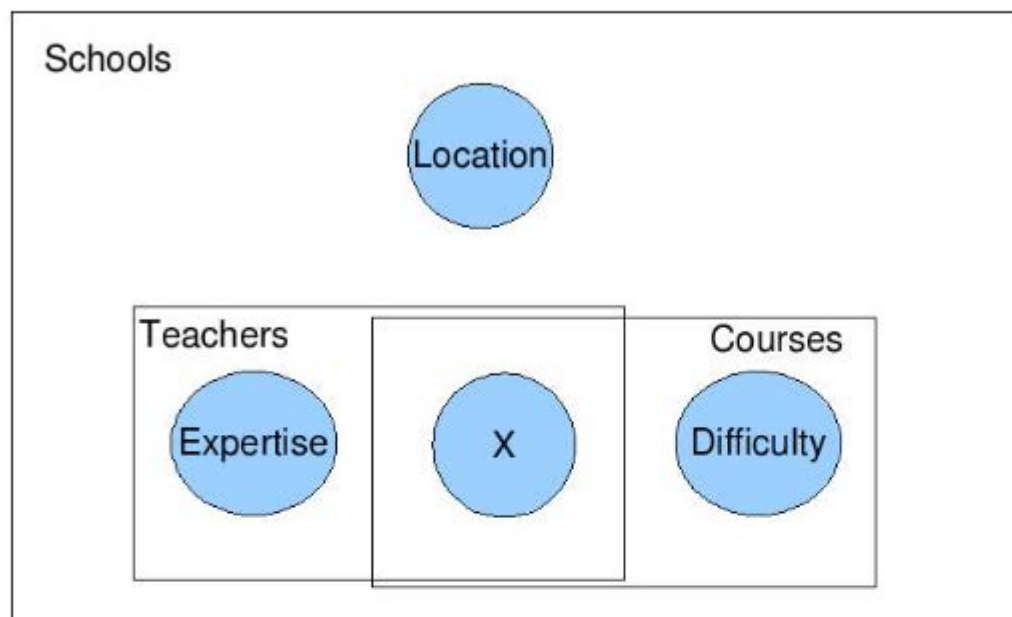 Schools
Location
Teachers
Courses
Expertise
X
Difficulty